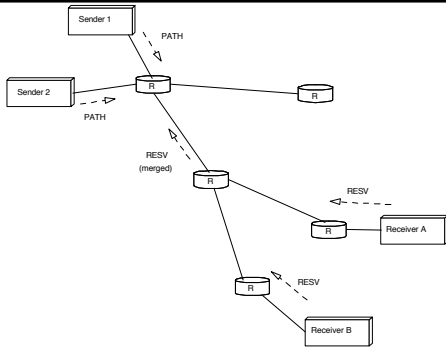 Sender 1
PATH
R
R
Sender 2
PATH
RESV
(merged)
R
RESV
R
Receiver A
R
RESV
Receiver B